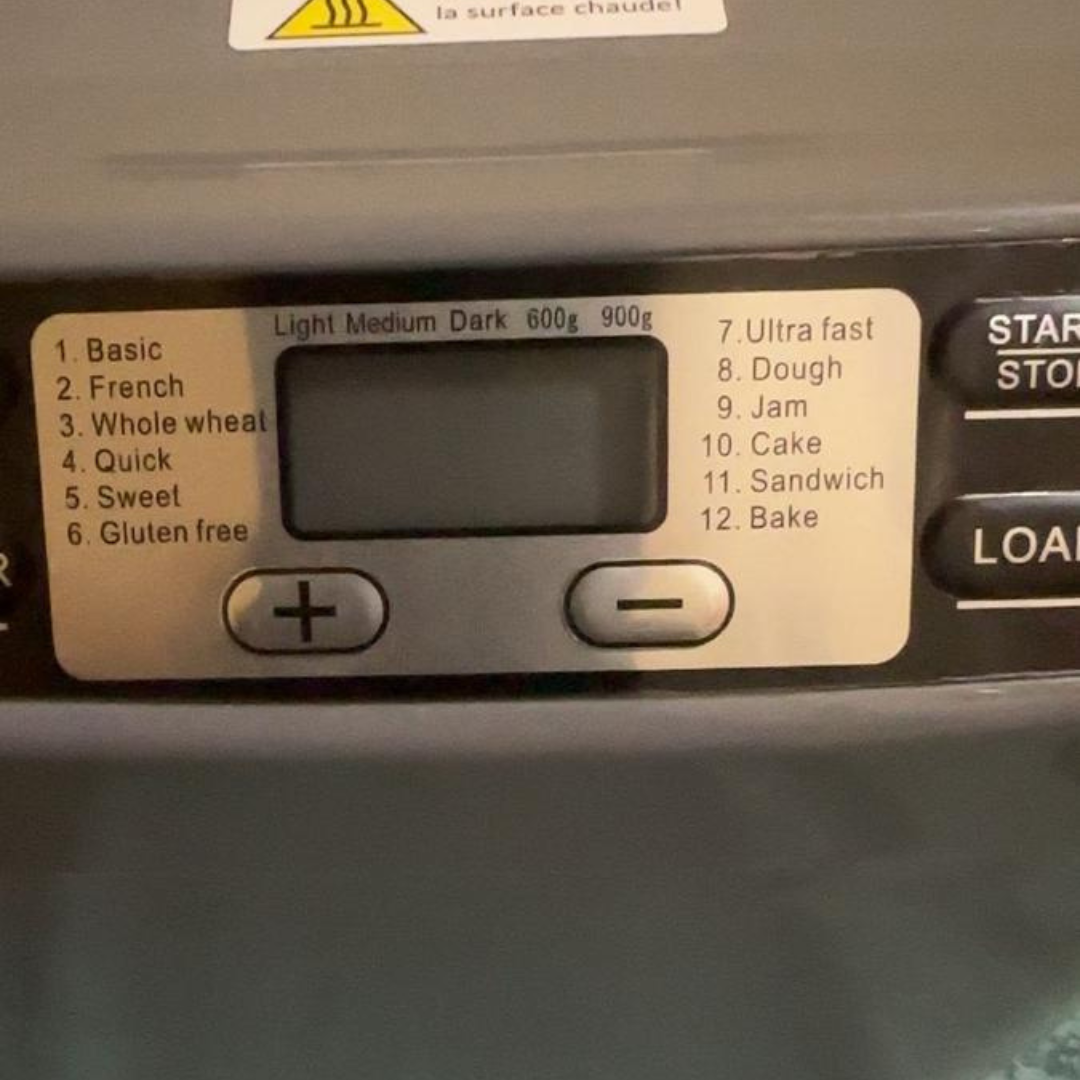 la surface chaude!
Light Medium Dark 600g 900g
1. Basic
2. French
3. Whole wheat
4. Quick
5. Sweet
6. Gluten free
7.Ultra fast
8. Dough
9. Jam
10. Cake
11. Sandwich
12. Bake
+
−